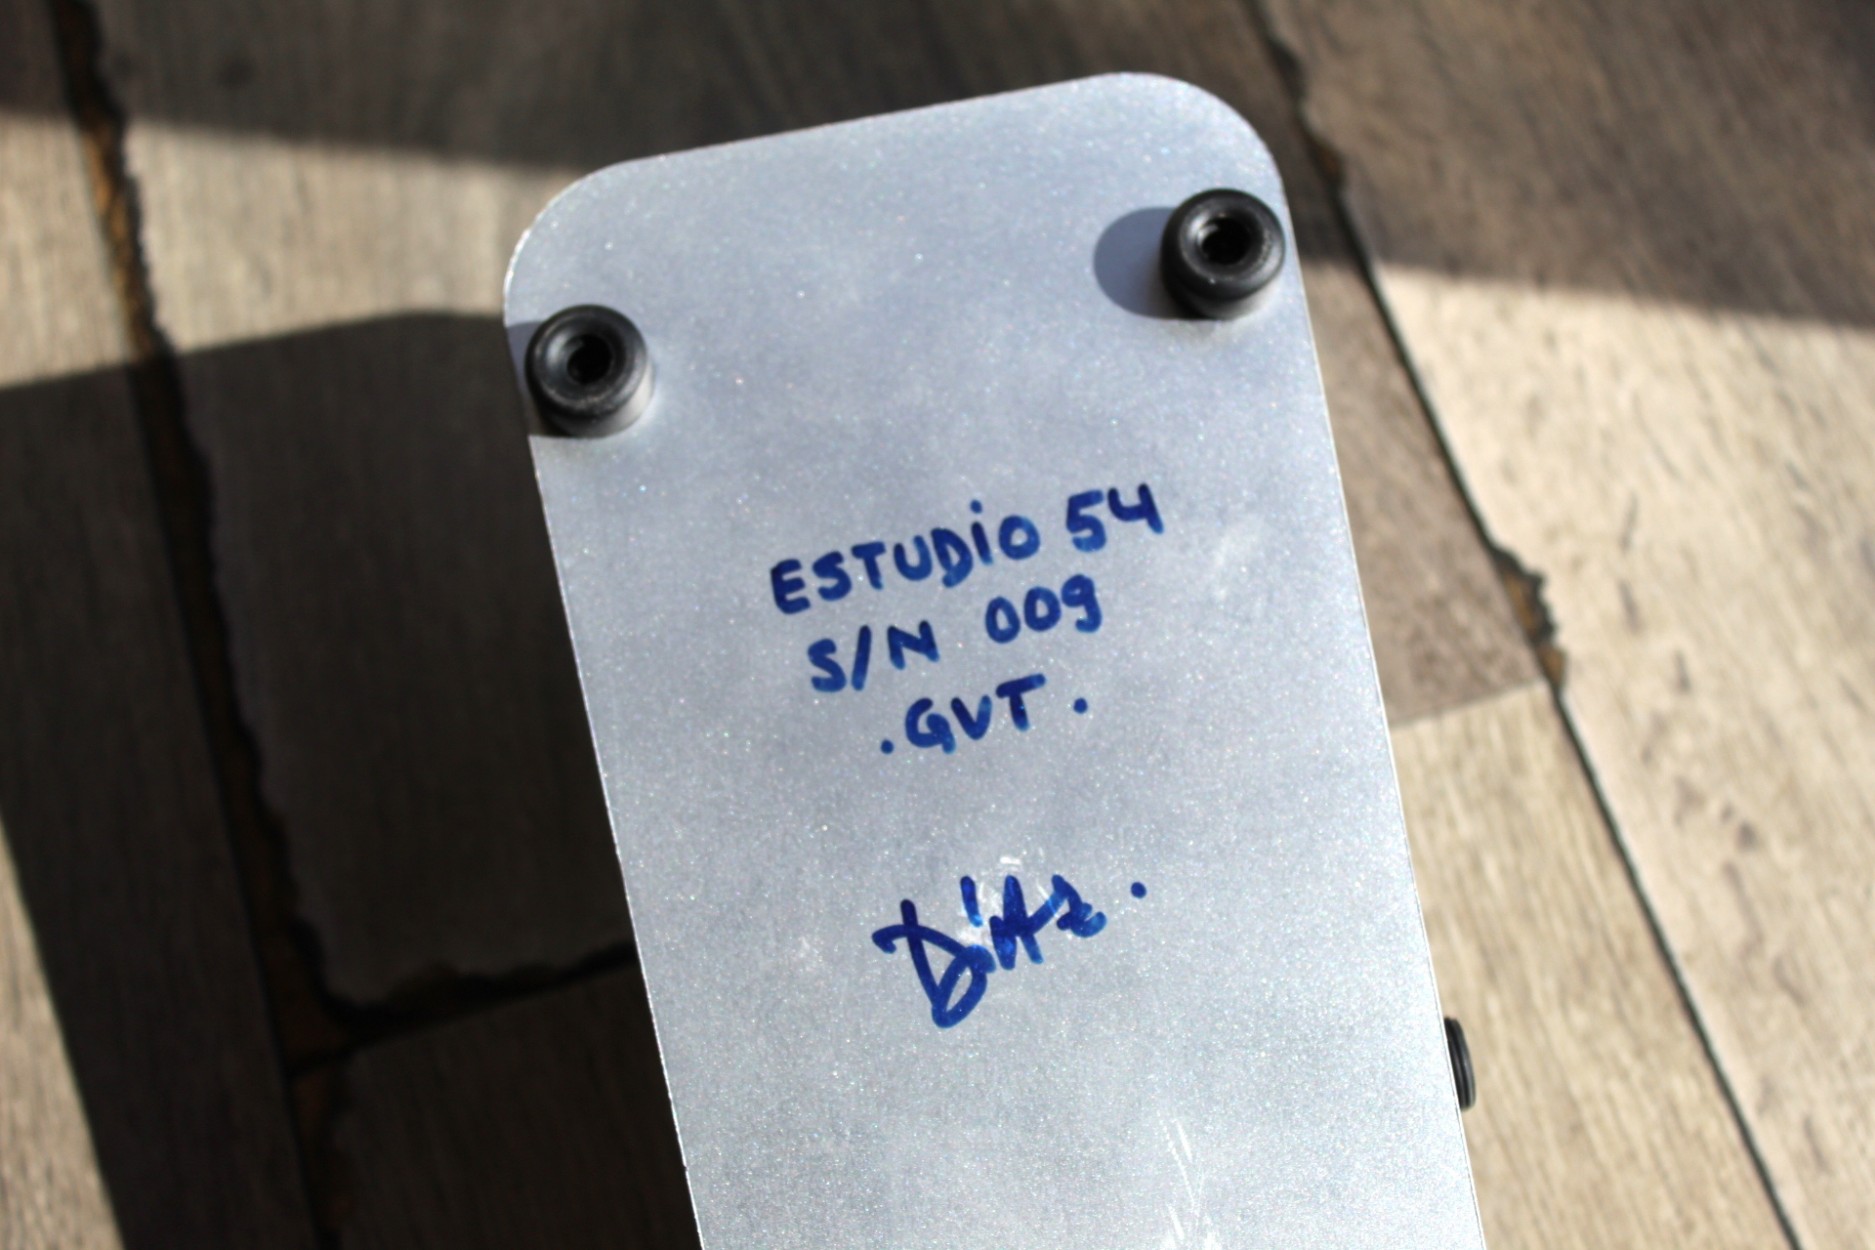 ESTUDiO 54
S/N 009
.GVT.